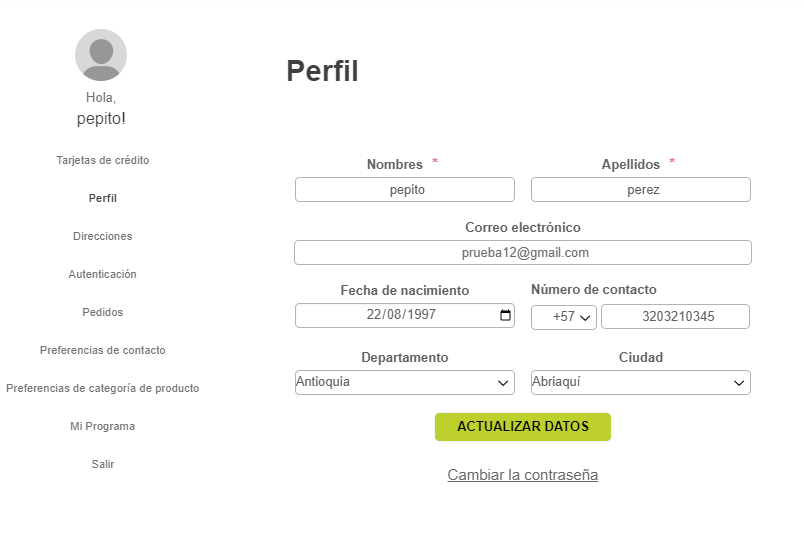 Hola,
pepito!
Tarjetas de crédito
Perfil
Direcciones
Autenticación
Pedidos
Preferencias de contacto
Preferencias de categoría de producto
Mi Programa
Salir
Perfil
Nombres * Apellidos *
pepito perez
Correo electrónico
prueba12@gmail.com
Fecha de nacimiento Número de contacto
22/08/1997 +57 3203210345
Departamento Ciudad
Antioquia Abriaquí
ACTUALIZAR DATOS
Cambiar la contraseña